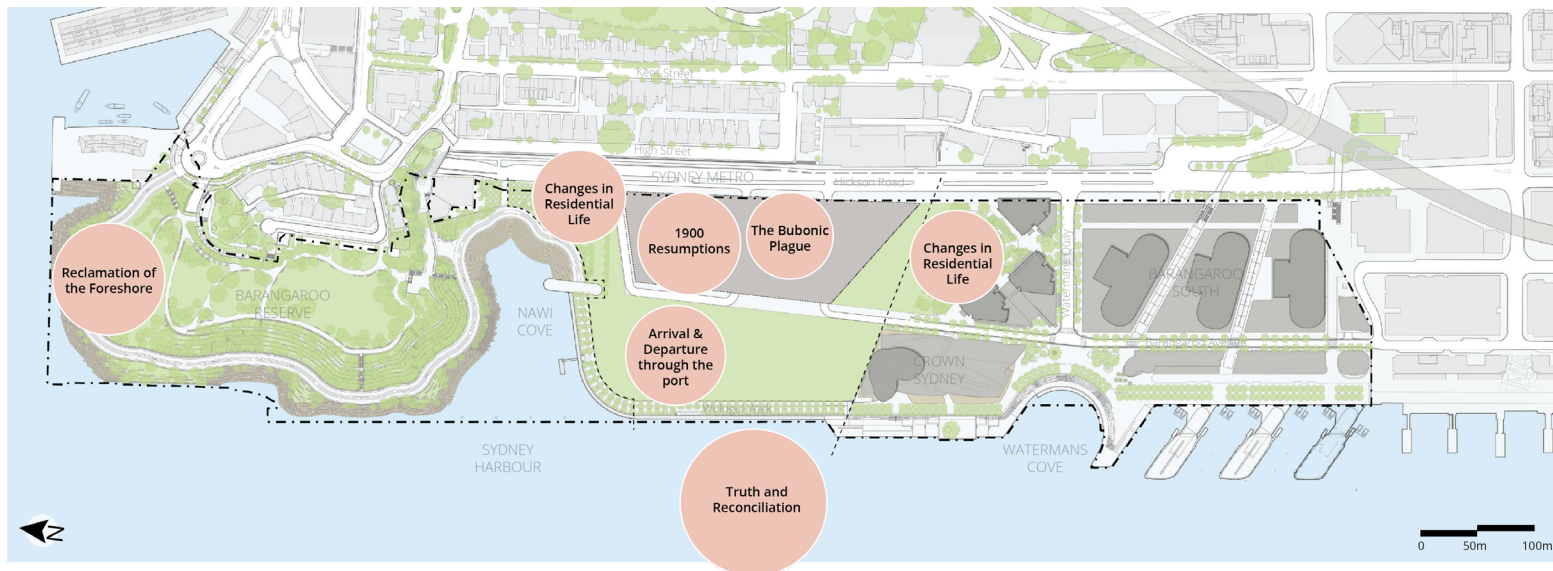 Kent Street
High Street
SYDNEY METRO
Hickson Road
Changes in
Residential
Life
1900
Resumptions
The Bubonic
Plague
Changes in
Residential
Life
Reclamation of
the Foreshore
BARANGAROO
RESERVE
NAWI
COVE
Arrival &
Departure
through the
port
Watermans Quay
BARANGAROO
SOUTH
Barangaroo Avenue
CROWN
SYDNEY
Wulugul Walk
SYDNEY
HARBOUR
WATERMANS
COVE
Truth and
Reconciliation
N
0 50m 100m